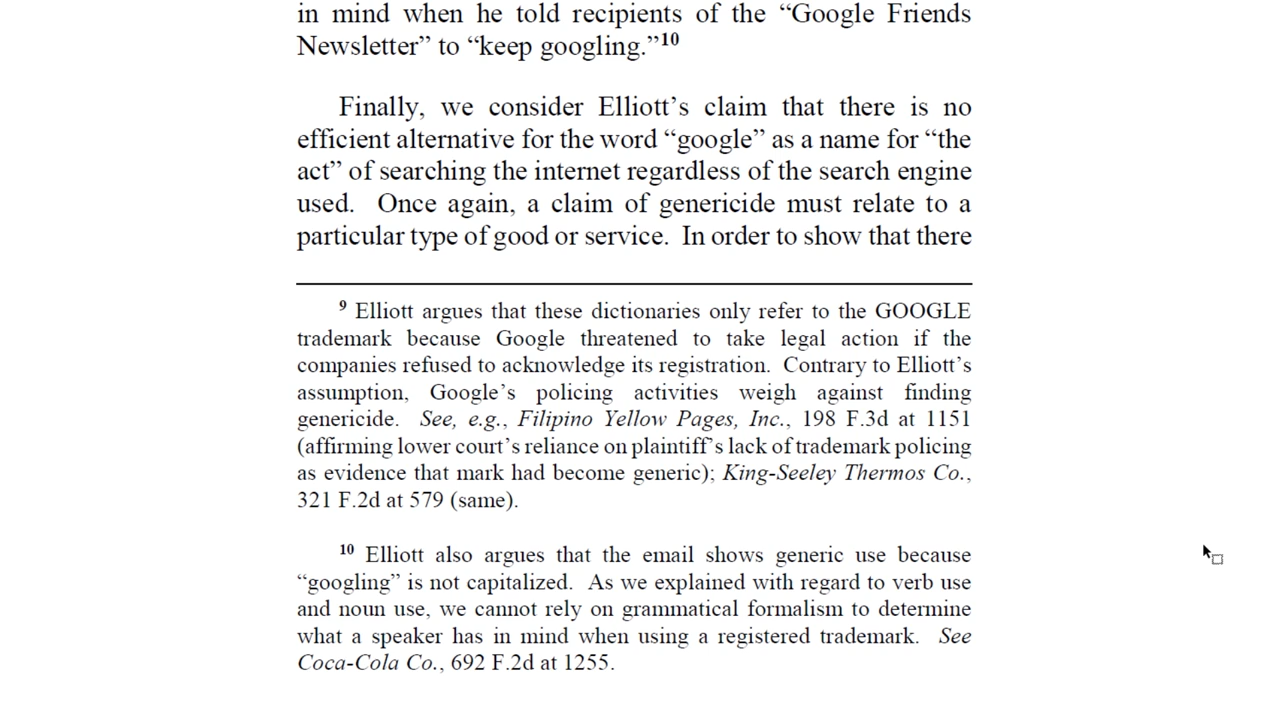 in mind when he told recipients of the “Google Friends
Newsletter” to “keep googling.”10
Finally, we consider Elliott’s claim that there is no
efficient alternative for the word “google” as a name for “the
act” of searching the internet regardless of the search engine
used. Once again, a claim of genericide must relate to a
particular type of good or service. In order to show that there
9 Elliott argues that these dictionaries only refer to the GOOGLE
trademark because Google threatened to take legal action if the
companies refused to acknowledge its registration. Contrary to Elliott’s
assumption, Google’s policing activities weigh against finding
genericide. See, e.g., Filipino Yellow Pages, Inc., 198 F.3d at 1151
(affirming lower court’s reliance on plaintiff’s lack of trademark policing
as evidence that mark had become generic); King-Seeley Thermos Co.,
321 F.2d at 579 (same).
10 Elliott also argues that the email shows generic use because
“googling” is not capitalized. As we explained with regard to verb use
and noun use, we cannot rely on grammatical formalism to determine
what a speaker has in mind when using a registered trademark. See
Coca-Cola Co., 692 F.2d at 1255.